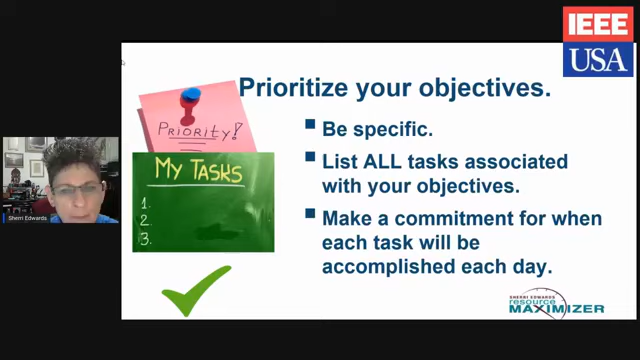 IEEE
USA
Prioritize your objectives.
PRIORITY!
MY TASKS
1.
2.
3.
Be specific.
List ALL tasks associated
with your objectives.
Make a commitment for when
each task will be
accomplished each day.
Sherri Edwards
SHERRI EDWARDS
resource
MAXIMIZER